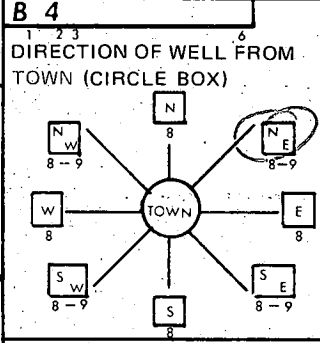 B 4
1 2 3 6
DIRECTION OF WELL FROM
TOWN (CIRCLE BOX)
N
8
N W
8-9
N E
8-9
W
8
TOWN
E
8
S W
8-9
S E
8-9
S
8